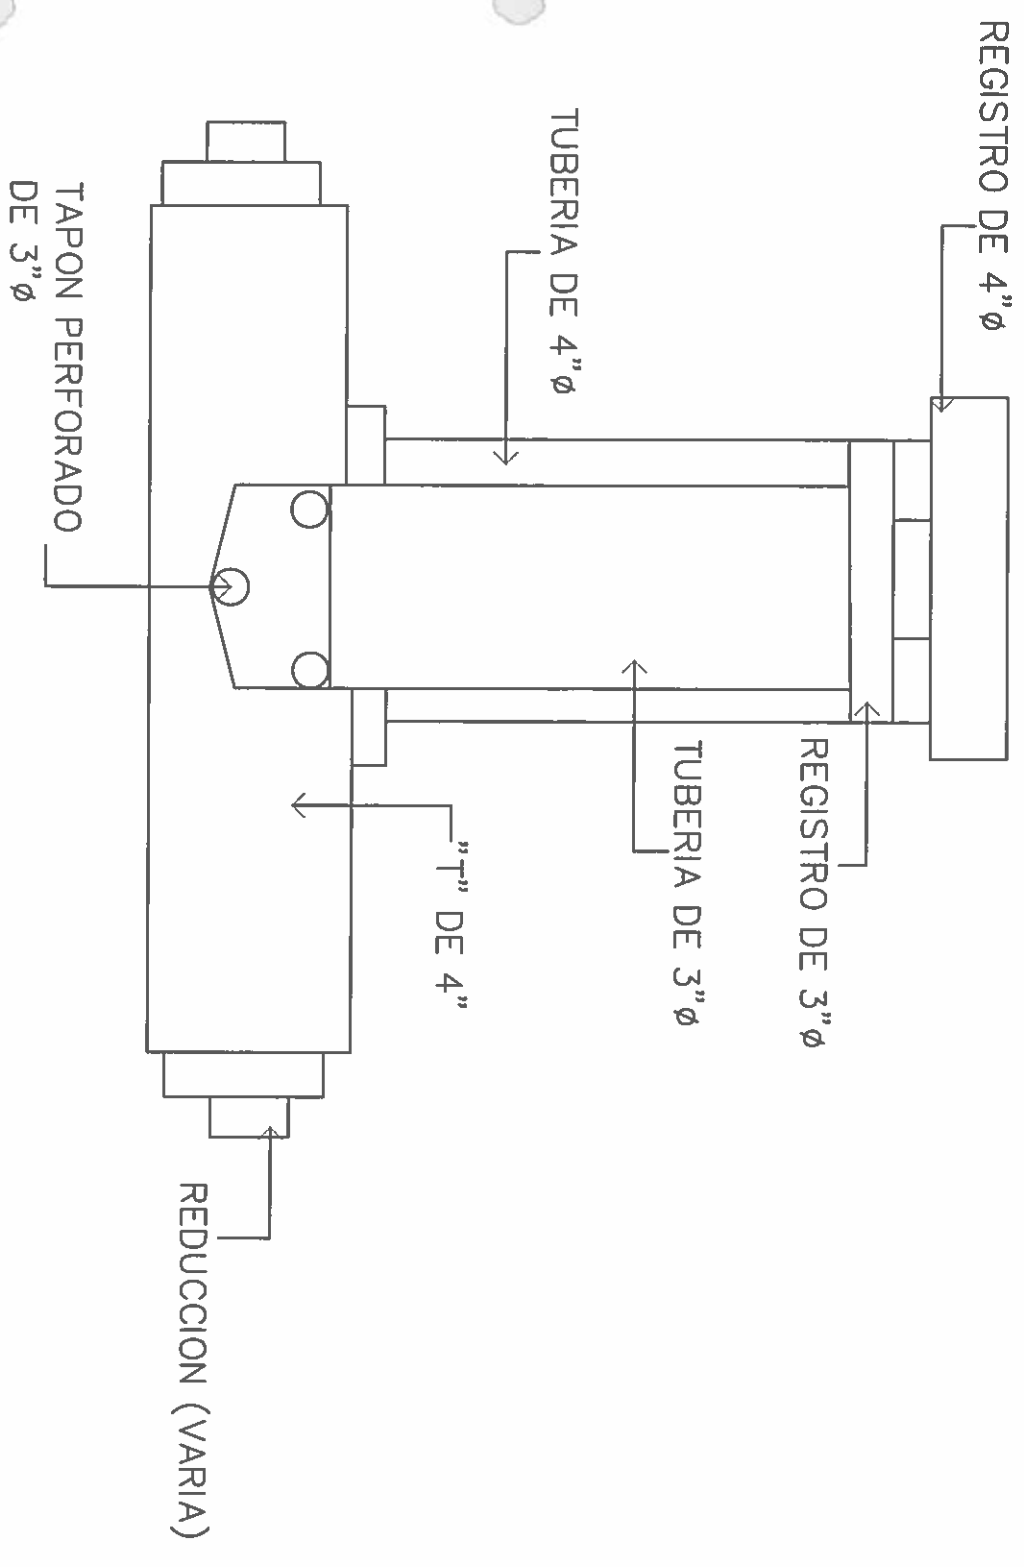 REGISTRO DE 4"ø
TUBERIA DE 4"ø
TAPON PERFORADO
DE 3"ø
REGISTRO DE 3"ø
TUBERIA DE 3"ø
"T" DE 4"
REDUCCION (VARIA)